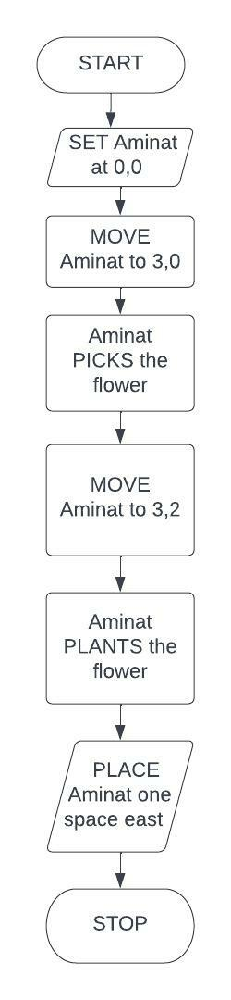 START
SET Aminat
at 0,0
MOVE
Aminat to 3,0
Aminat
PICKS the
flower
MOVE
Aminat to 3,2
Aminat
PLANTS the
flower
PLACE
Aminat one
space east
STOP